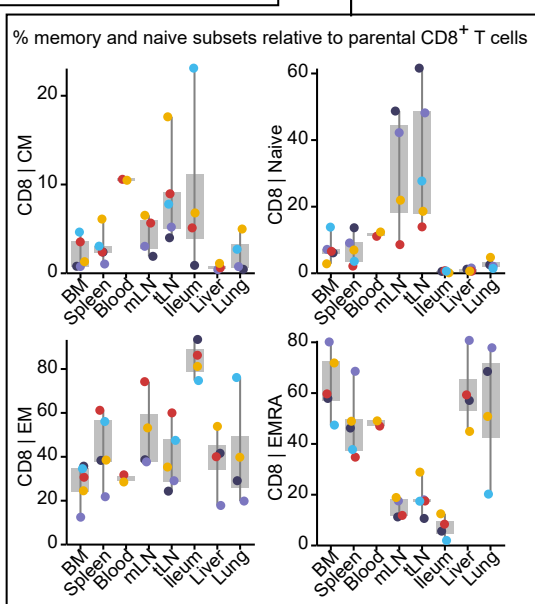 % memory and naive subsets relative to parental CD8+ T cells
CD8 | CM
20
10
0
BM
Spleen
Blood
mLN
tLN
Ileum
Liver
Lung
CD8 | Naive
60
40
20
0
BM
Spleen
Blood
mLN
tLN
Ileum
Liver
Lung
CD8 | EM
80
60
40
20
0
BM
Spleen
Blood
mLN
tLN
Ileum
Liver
Lung
CD8 | EMRA
80
60
40
20
0
BM
Spleen
Blood
mLN
tLN
Ileum
Liver
Lung